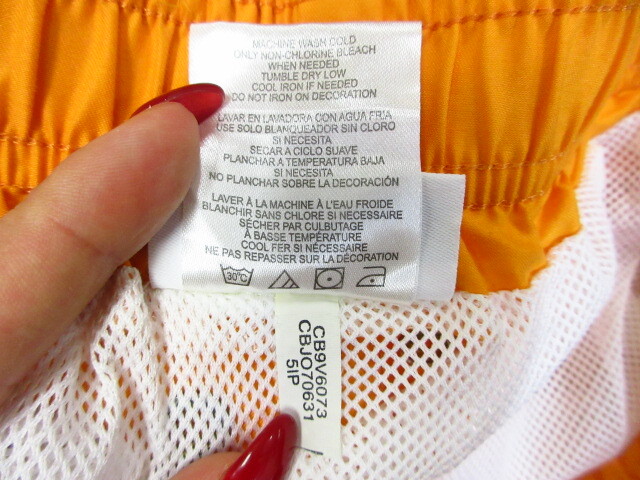 MACHINE WASH COLD
ONLY NON-CHLORINE BLEACH
WHEN NEEDED
TUMBLE DRY LOW
COOL IRON IF NEEDED
DO NOT IRON ON DECORATION
LAVAR EN LAVADORA CON AGUA FRIA
USE SOLO BLANQUEADOR SIN CLORO
SI NECESITA
SECAR A CICLO SUAVE
PLANCHAR A TEMPERATURA BAJA
SI NECESITA
NO PLANCHAR SOBRE LA DECORACIÓN
LAVER À LA MACHINE À L'EAU FROIDE
BLANCHIR SANS CHLORE SI NECESSAIRE
SÉCHER PAR CULBUTAGE
À BASSE TEMPÉRATURE
COOL FER SI NÉCESSAIRE
NE PAS REPASSER SUR LA DÉCORATION
30°C
CB9V6073
CBJO70631
5IP